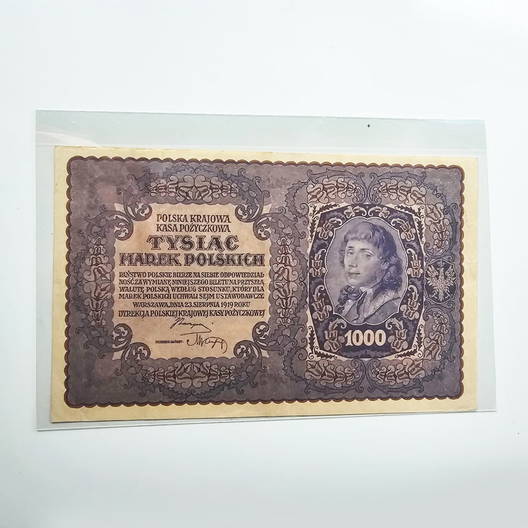 POLSKA KRAJOWA
KASA POŻYCZKOWA
TYSIĄC
MAREK POLSKICH
PAŃSTWO POLSKIE BIERZE NA SIEBIE ODPOWIEDZIAL-
NOŚĆ ZA WYMIANĘ NINIEJSZEGO BILETU NA PRZYSZŁĄ
WALUTĘ POLSKĄ WEDŁUG STOSUNKU, KTÓRY DLA
MAREK POLSKICH UCHWALI SEJM USTAWODAWCZY
WARSZAWA, DNIA 23. SIERPNIA 1919 ROKU
DYREKCJA POLSKIEJ KRAJOWEJ KASY POŻYCZKOWEJ
1000